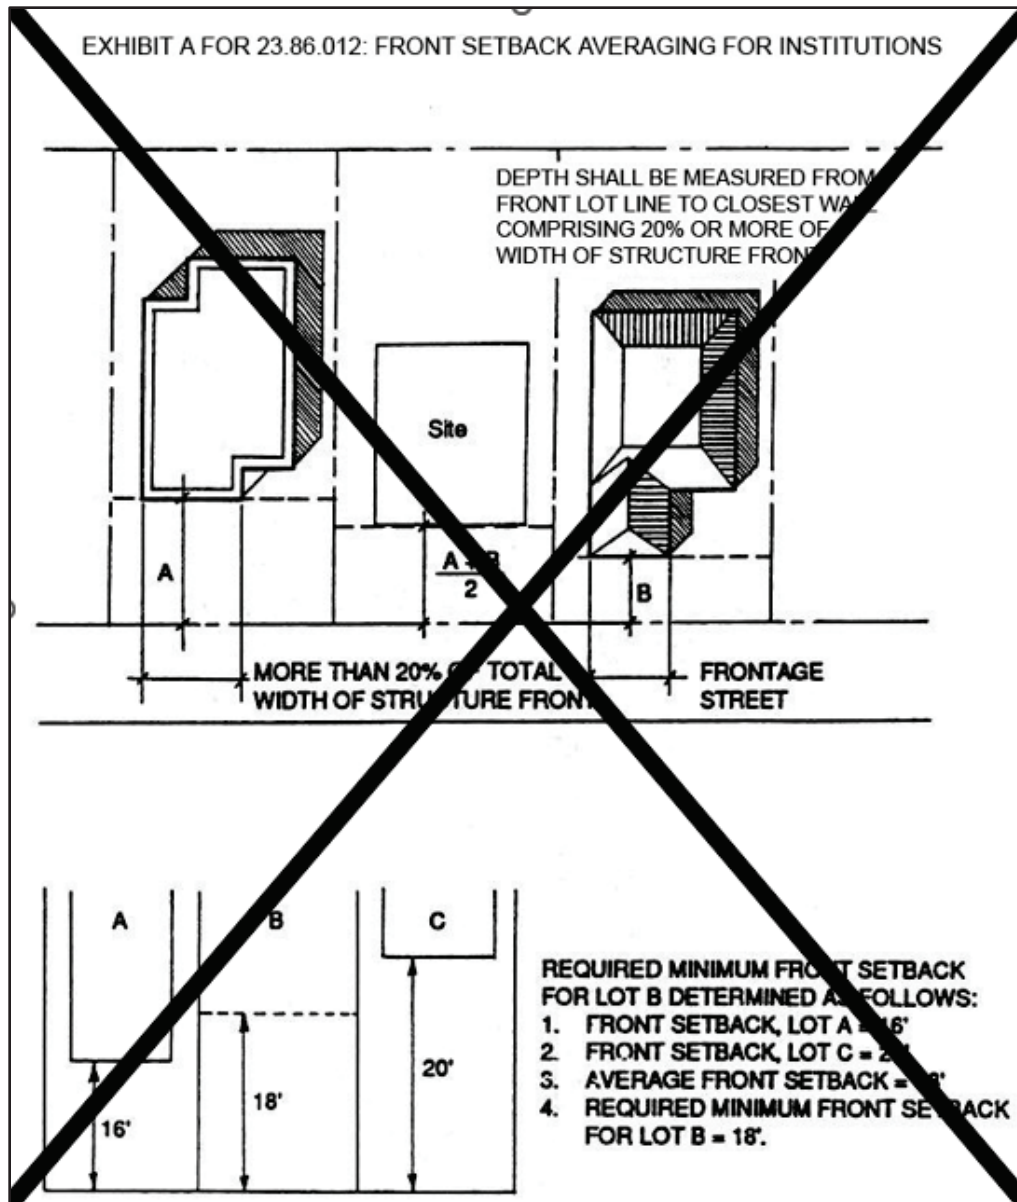 EXHIBIT A FOR 23.86.012: FRONT SETBACK AVERAGING FOR INSTITUTIONS
DEPTH SHALL BE MEASURED FROM
FRONT LOT LINE TO CLOSEST WALL
COMPRISING 20% OR MORE OF
WIDTH OF STRUCTURE FRONT
Site
A
A + B
2
B
MORE THAN 20% OF TOTAL
WIDTH OF STRUCTURE FRONT
FRONTAGE
STREET
A
B
C
16'
18'
20'
REQUIRED MINIMUM FRONT SETBACK
FOR LOT B DETERMINED AS FOLLOWS:
1. FRONT SETBACK, LOT A = 16'
2. FRONT SETBACK, LOT C = 20'
3. AVERAGE FRONT SETBACK = 18'
4. REQUIRED MINIMUM FRONT SETBACK
FOR LOT B = 18'.